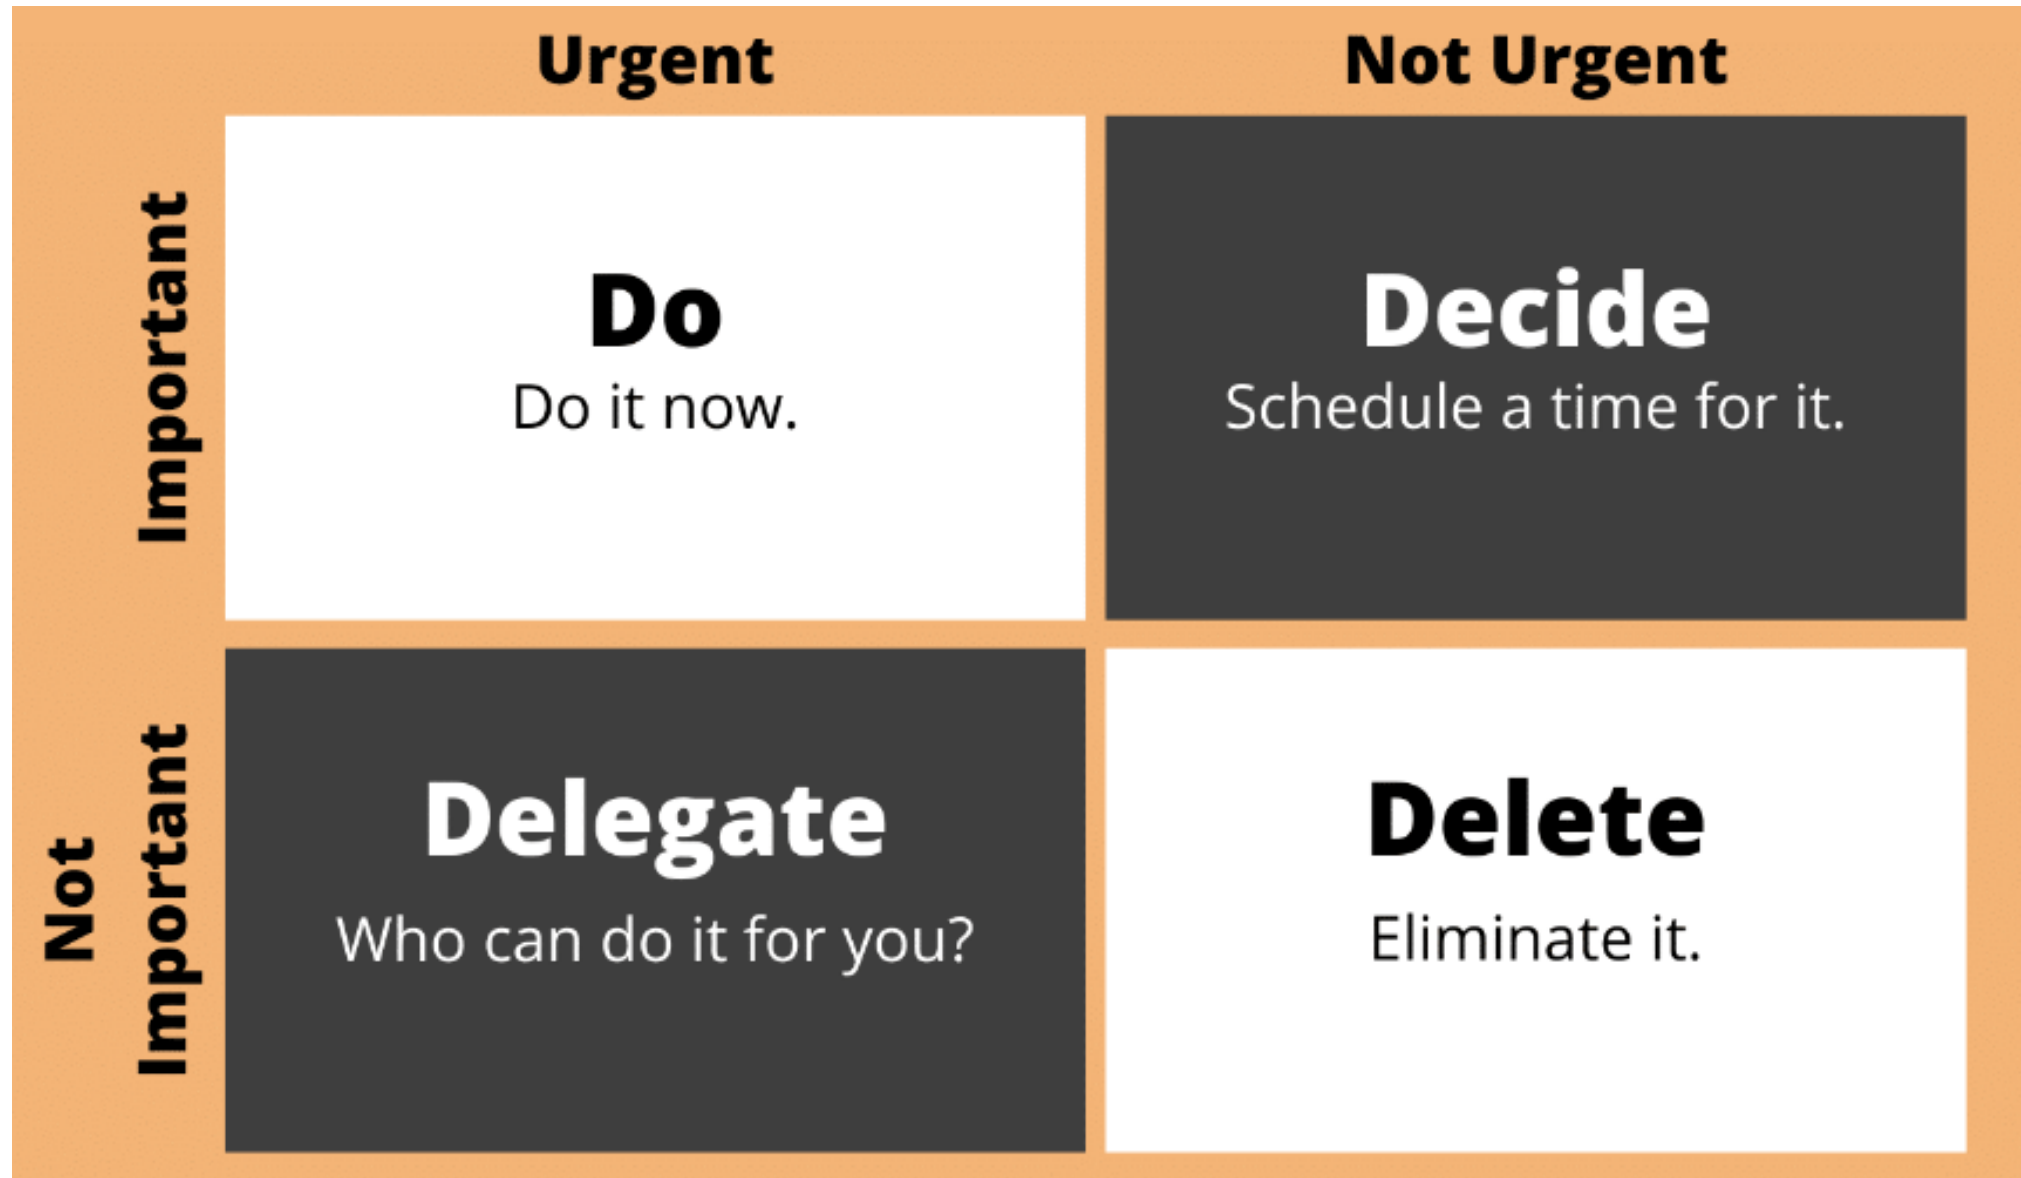 Urgent
Not Urgent
Important
Do
Do it now.
Decide
Schedule a time for it.
Not
Important
Delegate
Who can do it for you?
Delete
Eliminate it.